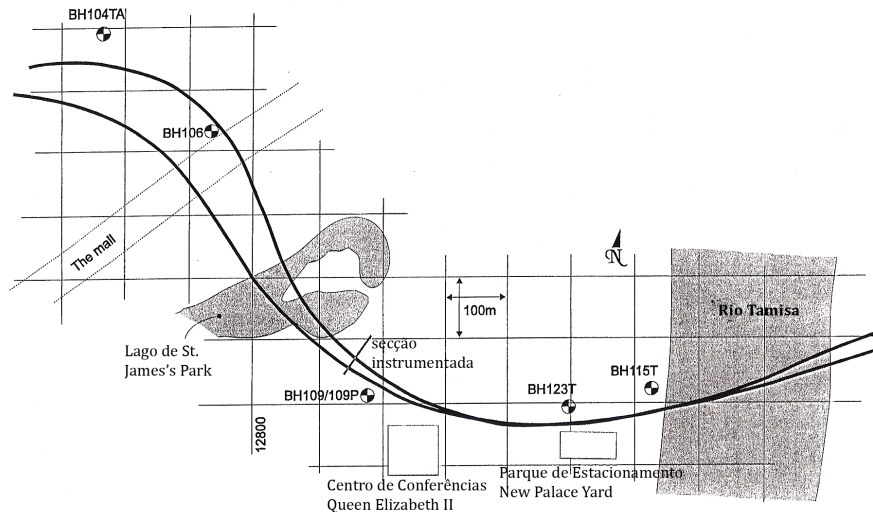 BH104TA
BH106
The mall
N
100m
Rio Tamisa
Lago de St.
James's Park
secção
instrumentada
BH109/109P
BH123T
BH115T
12800
Centro de Conferências
Queen Elizabeth II
Parque de Estacionamento
New Palace Yard